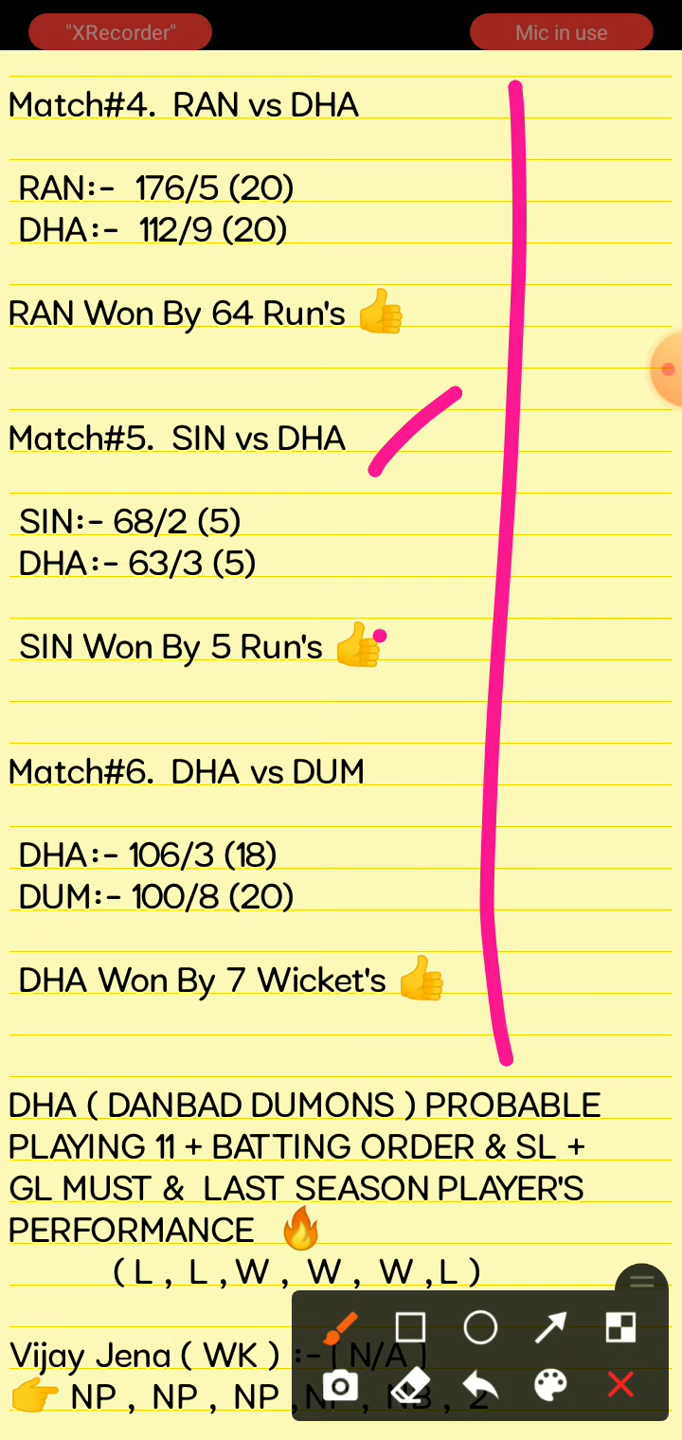 "XRecorder"
Mic in use
Match#4. RAN vs DHA
RAN:- 176/5 (20)
DHA:- 112/9 (20)
RAN Won By 64 Run's 👍
Match#5. SIN vs DHA
SIN:- 68/2 (5)
DHA:- 63/3 (5)
SIN Won By 5 Run's 👍
Match#6. DHA vs DUM
DHA:- 106/3 (18)
DUM:- 100/8 (20)
DHA Won By 7 Wicket's 👍
DHA ( DANBAD DUMONS ) PROBABLE
PLAYING 11 + BATTING ORDER & SL +
GL MUST & LAST SEASON PLAYER'S
PERFORMANCE 🔥
( L , L ,W , W , W ,L )
Vijay Jena ( WK ) :- ( N/A )
👉 NP , NP , NP , NP , NB , 2